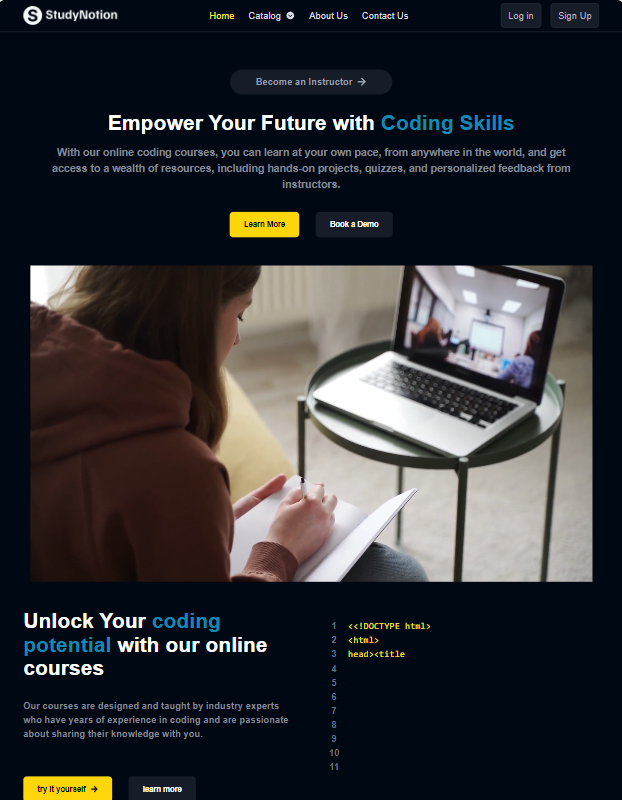 S StudyNotion Home Catalog About Us Contact Us Log in Sign Up
Become an Instructor →
Empower Your Future with Coding Skills
With our online coding courses, you can learn at your own pace, from anywhere in the world, and get
access to a wealth of resources, including hands-on projects, quizzes, and personalized feedback from
instructors.
Learn More Book a Demo
Unlock Your coding
potential with our online
courses
Our courses are designed and taught by industry experts
who have years of experience in coding and are passionate
about sharing their knowledge with you.
try it yourself → learn more
1 <<!DOCTYPE html>
2 <html>
3 head><title
4
5
6
7
8
9
10
11